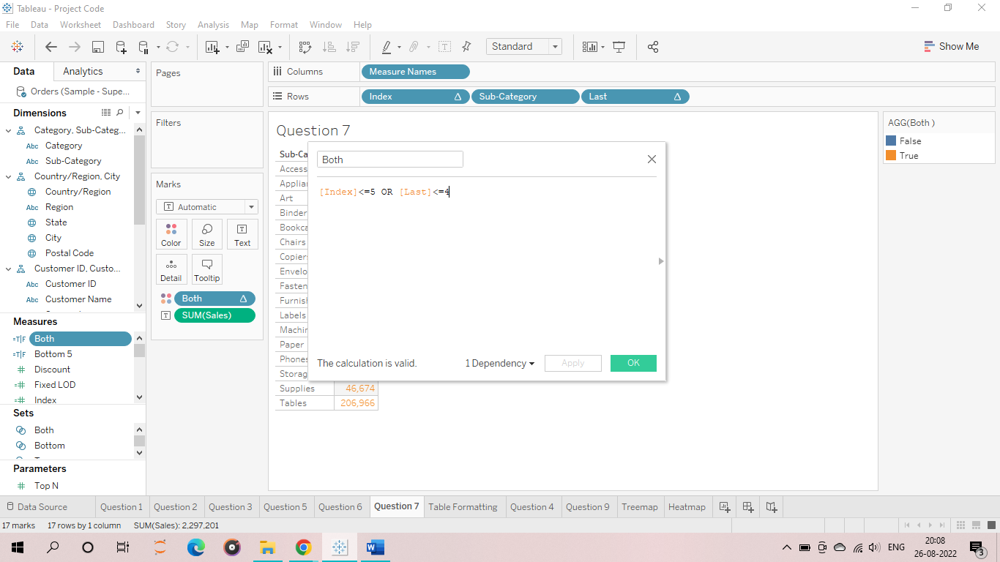 Tableau - Project Code
File Data Worksheet Dashboard Story Analysis Map Format Window Help
Standard
Show Me
Data Analytics
Orders (Sample - Supe...
Dimensions
Category, Sub-Categ...
Abc Category
Abc Sub-Category
Country/Region, City
Country/Region
Region
State
City
Postal Code
Customer ID, Custo...
Abc Customer ID
Abc Customer Name
Measures
=T|F Both
=T|F Bottom 5
# Discount
=# Fixed LOD
=# Index
Sets
Both
Bottom
Parameters
# Top N
Pages
Filters
Marks
T Automatic
Color Size Text
Detail Tooltip
Both Δ
SUM(Sales)
Columns Measure Names
Rows Index Δ Sub-Category Last Δ
Question 7
Sub-Ca
Access
Applian
Art
Binder
Bookca
Chairs
Copiers
Envelo
Fasten
Furnish
Labels
Machin
Paper
Phones
Storag
Supplies 46,674
Tables 206,966
Both
[Index]<=5 OR [Last]<=4
The calculation is valid.
1 Dependency
Apply
OK
AGG(Both )
False
True
Data Source Question 1 Question 2 Question 3 Question 5 Question 6 Question 7 Table Formatting Question 4 Question 9 Treemap Heatmap
17 marks 17 rows by 1 column SUM(Sales): 2,297,201
ENG
20:08
26-08-2022
3